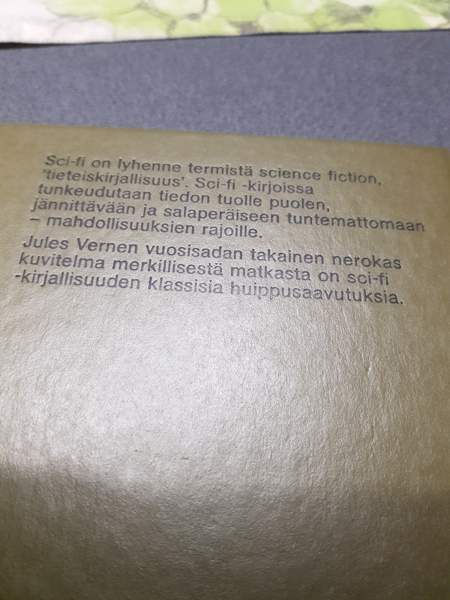 Sci-fi on lyhenne termistä science fiction,
'tieteiskirjallisuus'. Sci-fi -kirjoissa
tunkeudutaan tiedon tuolle puolen,
jännittävään ja salaperäiseen tuntemattomaan
– mahdollisuuksien rajoille.
Jules Vernen vuosisadan takainen nerokas
kuvitelma merkillisestä matkasta on sci-fi
-kirjallisuuden klassisia huippusaavutuksia.